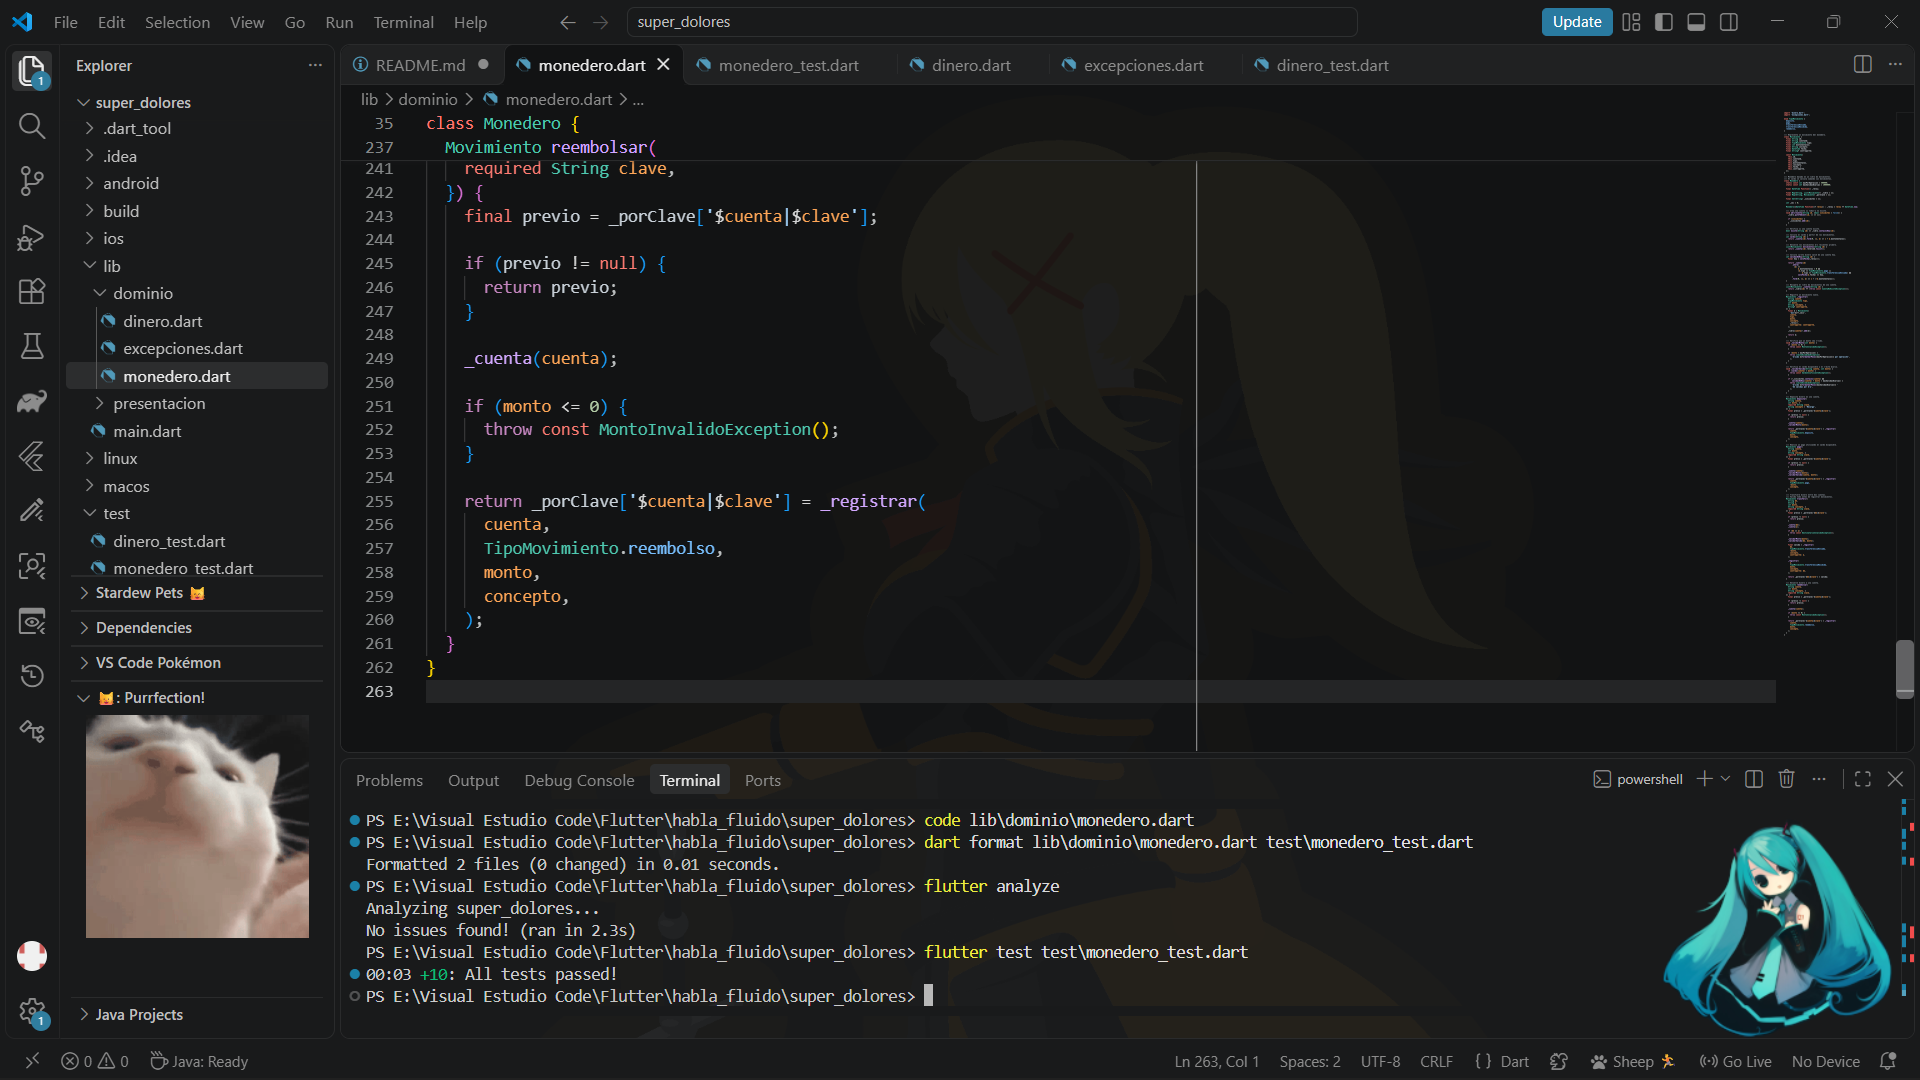 File Edit Selection View Go Run Terminal Help
super_dolores
Update
Explorer
super_dolores
.dart_tool
.idea
android
build
ios
lib
dominio
dinero.dart
excepciones.dart
monedero.dart
presentacion
main.dart
linux
macos
test
dinero_test.dart
monedero_test.dart
Stardew Pets 🐱
Dependencies
VS Code Pokémon
🐱: Purrfection!
Java Projects
README.md monedero.dart monedero_test.dart dinero.dart excepciones.dart dinero_test.dart
lib > dominio > monedero.dart > ...
35 class Monedero {
237 Movimiento reembolsar(
241 required String clave,
242 }) {
243 final previo = _porClave['$cuenta|$clave'];
244
245 if (previo != null) {
246 return previo;
247 }
248
249 _cuenta(cuenta);
250
251 if (monto <= 0) {
252 throw const MontoInvalidoException();
253 }
254
255 return _porClave['$cuenta|$clave'] = _registrar(
256 cuenta,
257 TipoMovimiento.reembolso,
258 monto,
259 concepto,
260 );
261 }
262 }
263
Problems Output Debug Console Terminal Ports
powershell
PS E:\Visual Estudio Code\Flutter\habla_fluido\super_dolores> code lib\dominio\monedero.dart
PS E:\Visual Estudio Code\Flutter\habla_fluido\super_dolores> dart format lib\dominio\monedero.dart test\monedero_test.dart
Formatted 2 files (0 changed) in 0.01 seconds.
PS E:\Visual Estudio Code\Flutter\habla_fluido\super_dolores> flutter analyze
Analyzing super_dolores...
No issues found! (ran in 2.3s)
PS E:\Visual Estudio Code\Flutter\habla_fluido\super_dolores> flutter test test\monedero_test.dart
00:03 +10: All tests passed!
PS E:\Visual Estudio Code\Flutter\habla_fluido\super_dolores>
1
1
0 0 Java: Ready
Ln 263, Col 1 Spaces: 2 UTF-8 CRLF {} Dart Sheep Go Live No Device